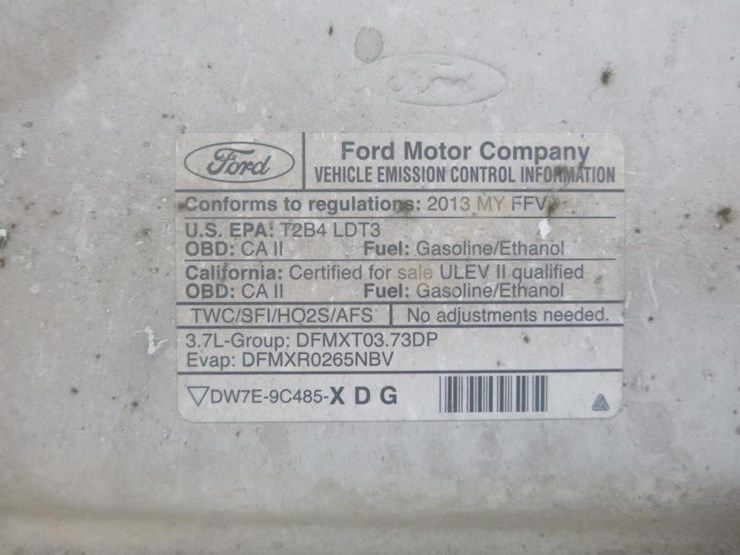 Ford
Ford
Ford Motor Company
VEHICLE EMISSION CONTROL INFORMATION
Conforms to regulations: 2013 MY FFV
U.S. EPA: T2B4 LDT3
OBD: CA II Fuel: Gasoline/Ethanol
California: Certified for sale ULEV II qualified
OBD: CA II Fuel: Gasoline/Ethanol
TWC/SFI/HO2S/AFS No adjustments needed.
3.7L-Group: DFMXT03.73DP
Evap: DFMXR0265NBV
DW7E-9C485-X D G